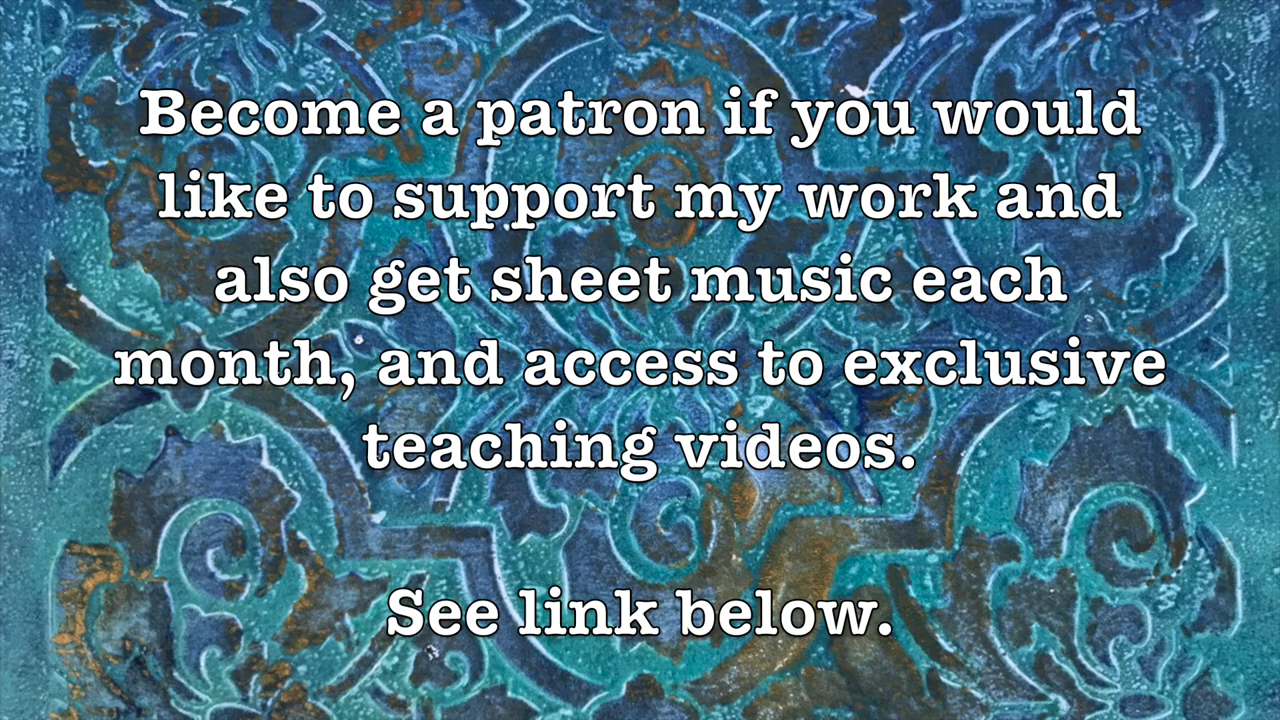 Become a patron if you would
like to support my work and
also get sheet music each
month, and access to exclusive
teaching videos.
See link below.